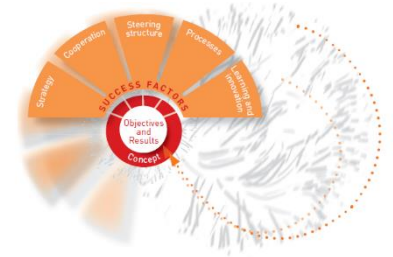 Strategy
Cooperation
Steering
structure
Processes
Learning and
innovation
SUCCESS FACTORS
Objectives
and
Results
Concept